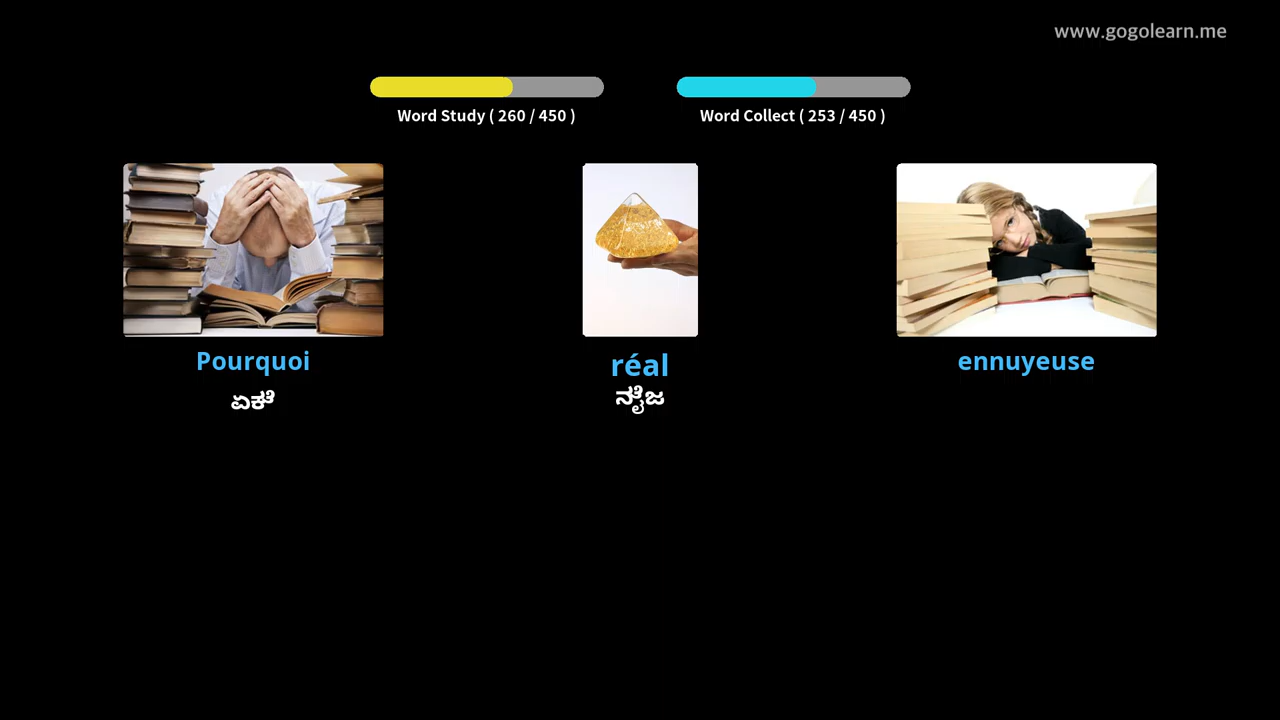 www.gogolearn.me
Word Study ( 260 / 450 )
Word Collect ( 253 / 450 )
Pourquoi
ಏಕೆ
réal
ನೈಜ
ennuyeuse